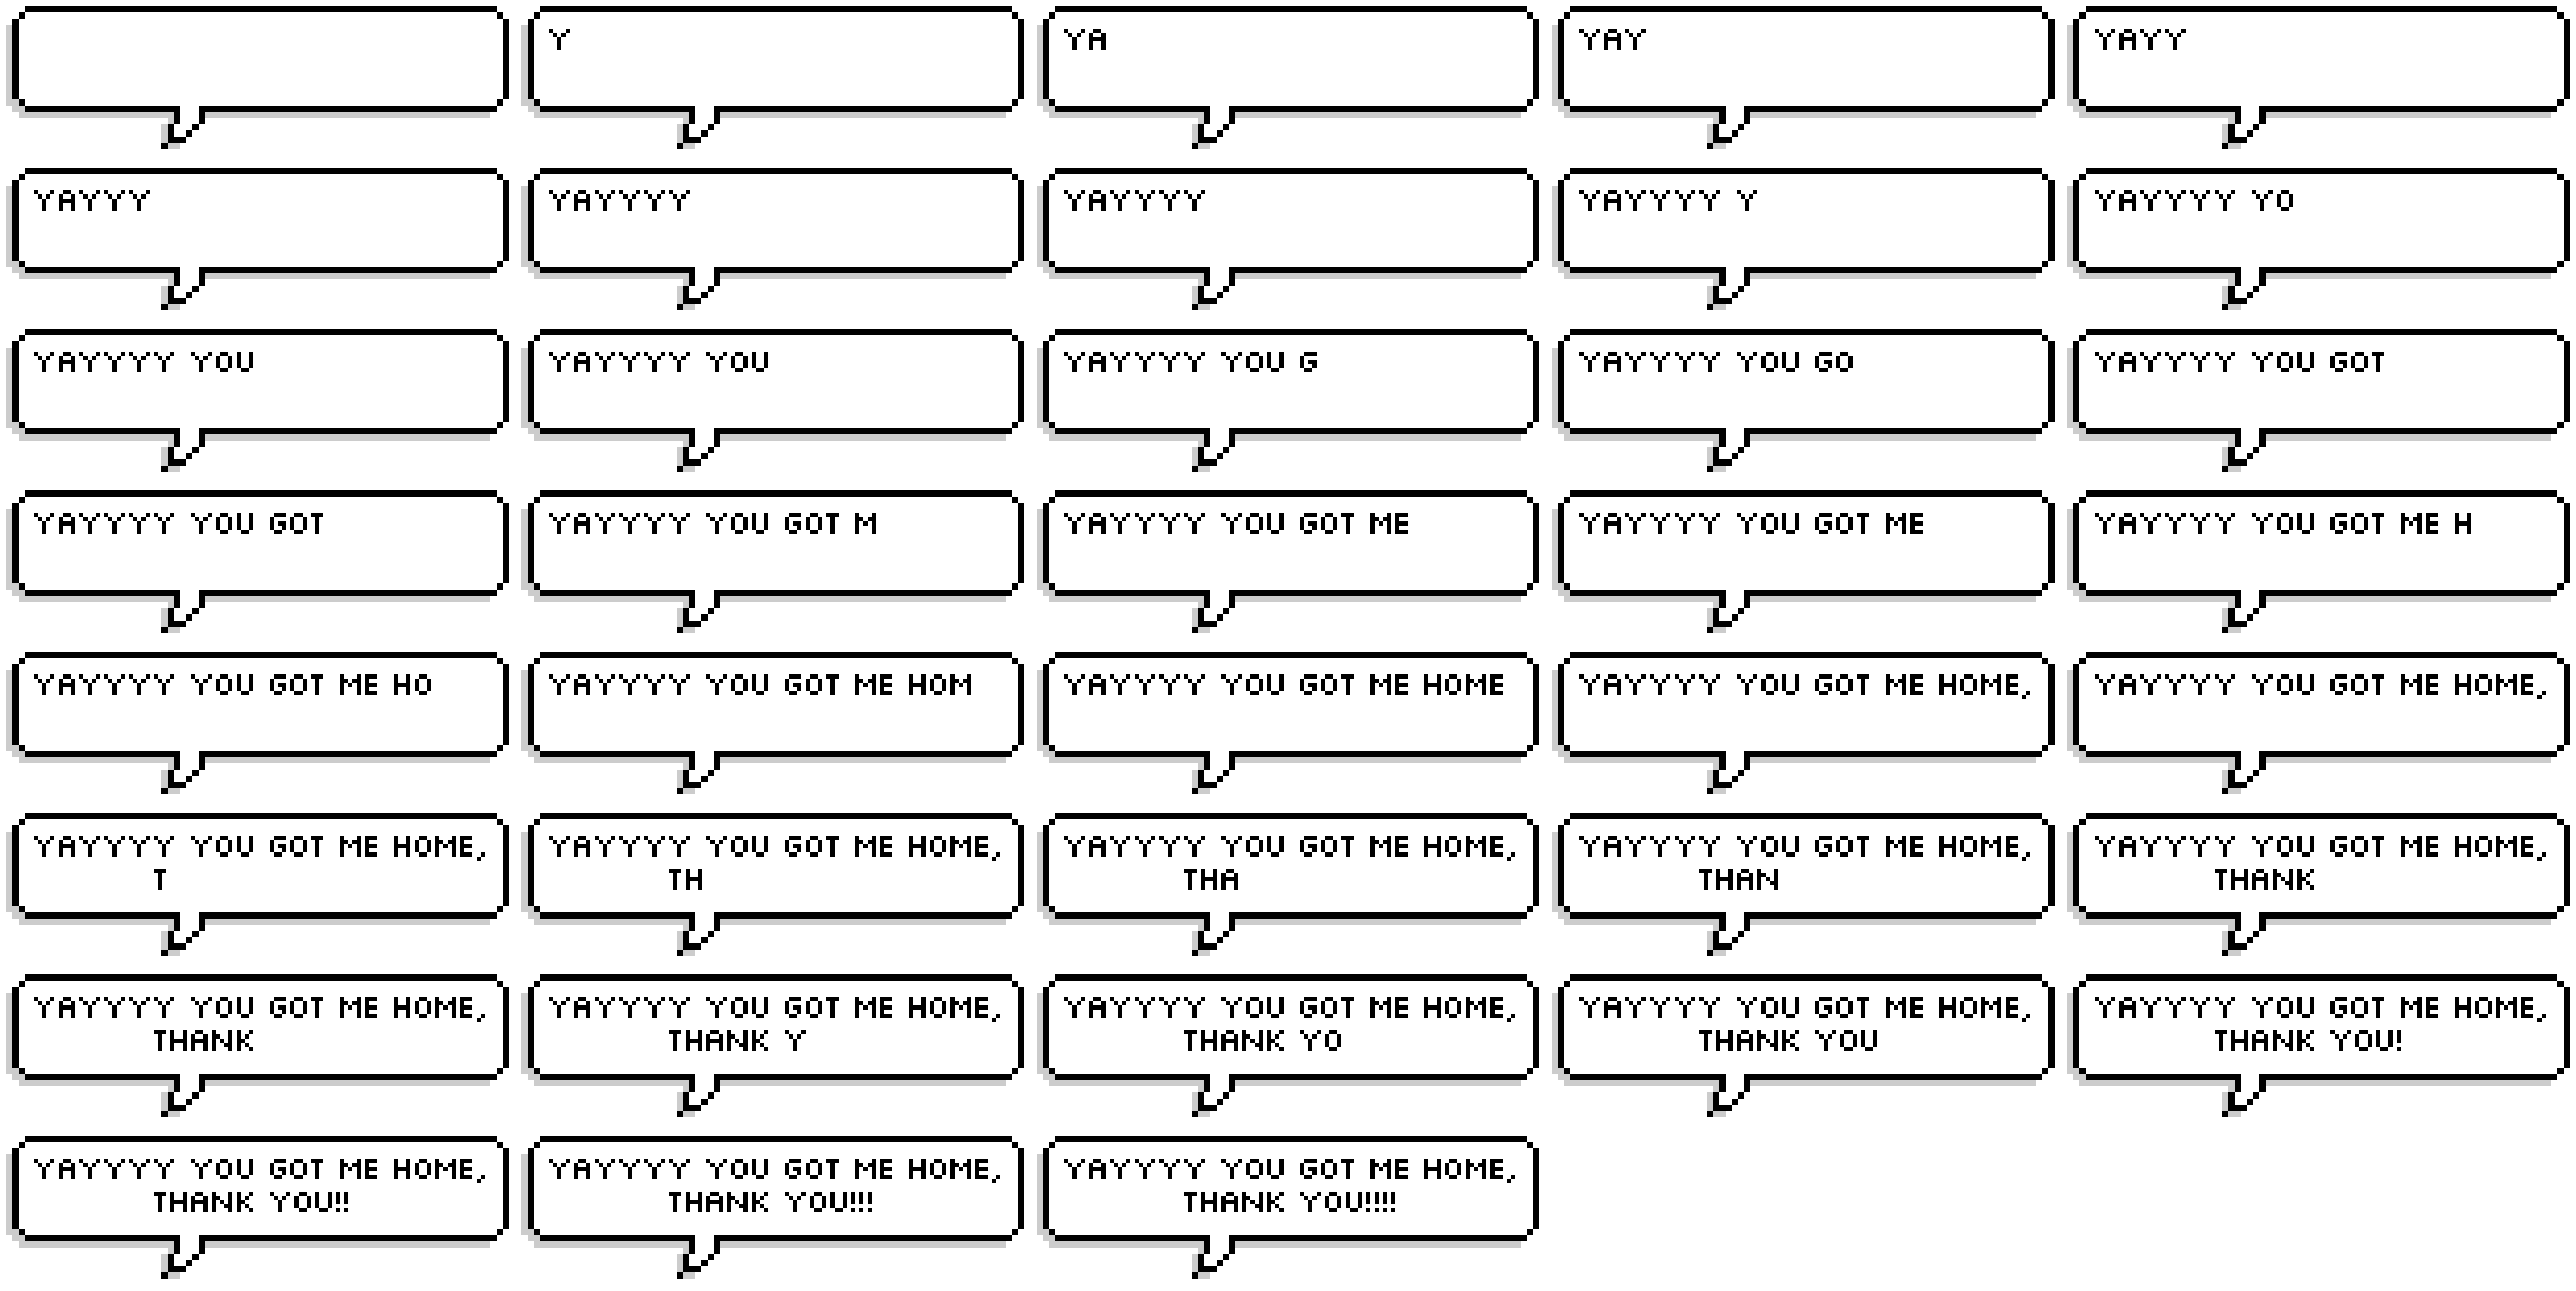 Y
YA
YAY
YAYY
YAYYY
YAYYYY
YAYYYY
YAYYYY Y
YAYYYY YO
YAYYYY YOU
YAYYYY YOU
YAYYYY YOU G
YAYYYY YOU GO
YAYYYY YOU GOT
YAYYYY YOU GOT
YAYYYY YOU GOT M
YAYYYY YOU GOT ME
YAYYYY YOU GOT ME
YAYYYY YOU GOT ME H
YAYYYY YOU GOT ME HO
YAYYYY YOU GOT ME HOM
YAYYYY YOU GOT ME HOME
YAYYYY YOU GOT ME HOME,
YAYYYY YOU GOT ME HOME,
YAYYYY YOU GOT ME HOME,
T
YAYYYY YOU GOT ME HOME,
TH
YAYYYY YOU GOT ME HOME,
THA
YAYYYY YOU GOT ME HOME,
THAN
YAYYYY YOU GOT ME HOME,
THANK
YAYYYY YOU GOT ME HOME,
THANK
YAYYYY YOU GOT ME HOME,
THANK Y
YAYYYY YOU GOT ME HOME,
THANK YO
YAYYYY YOU GOT ME HOME,
THANK YOU
YAYYYY YOU GOT ME HOME,
THANK YOU!
YAYYYY YOU GOT ME HOME,
THANK YOU!!
YAYYYY YOU GOT ME HOME,
THANK YOU!!!
YAYYYY YOU GOT ME HOME,
THANK YOU!!!!